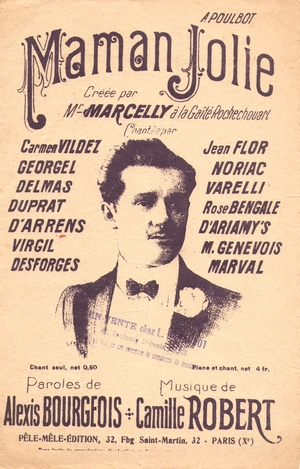 A POULBOT
Maman Jolie
Créée par
Mr MARCELLY à la Gaîté Rochechouart
Chantée par
Carmen VILDEZ
GEORGEL
DELMAS
DUPRAT
D'ARRENS
VIRGIL
DESFORGES
Jean FLOR
NORIAC
VARELLI
Rose BENGALE
D'ARIAMY'S
M. GENEVOIS
MARVAL
EN VENTE chez L.
Chant seul, net 0,60
Piano et chant, net 4 fr.
Paroles de
Alexis BOURGEOIS
Musique de
Camille ROBERT
PÊLE-MÊLE-ÉDITION, 32, Fbg Saint-Martin, 32 - PARIS (Xe)